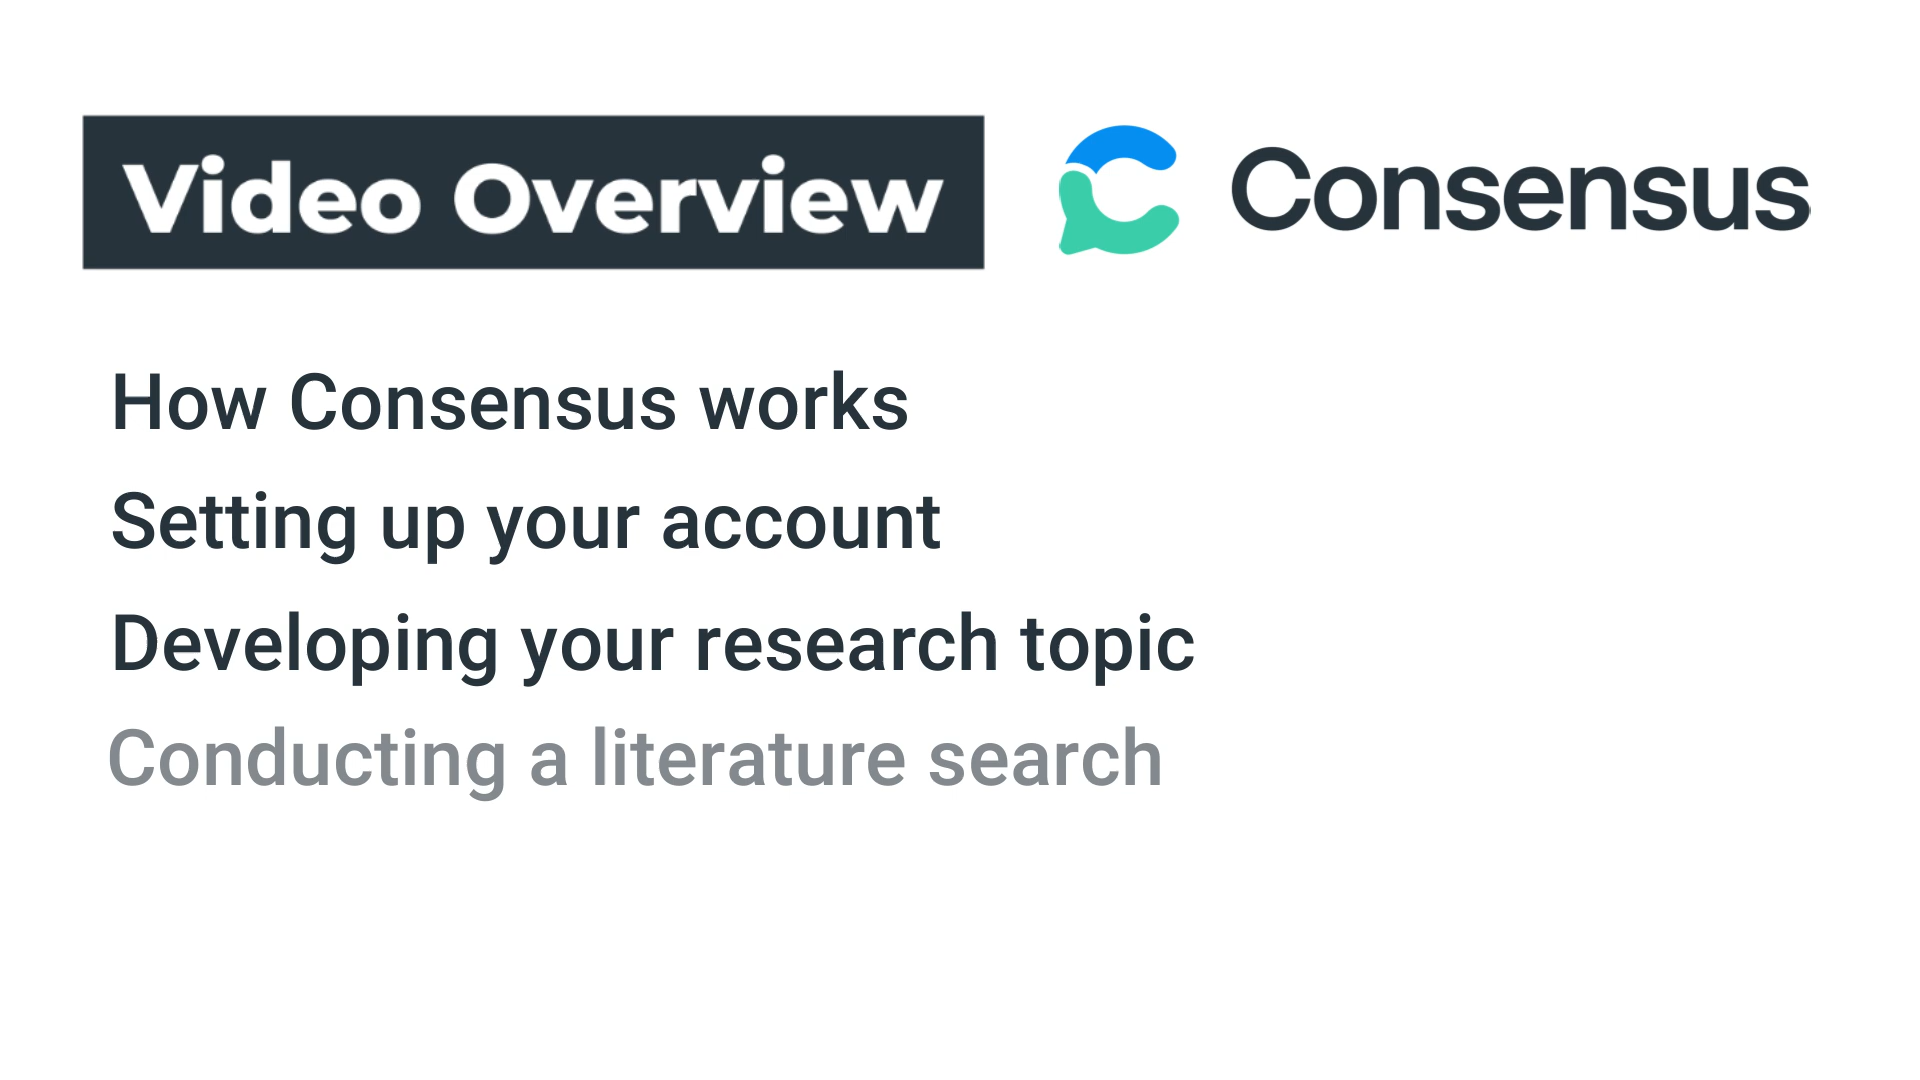 Video Overview
Consensus
How Consensus works
Setting up your account
Developing your research topic
Conducting a literature search